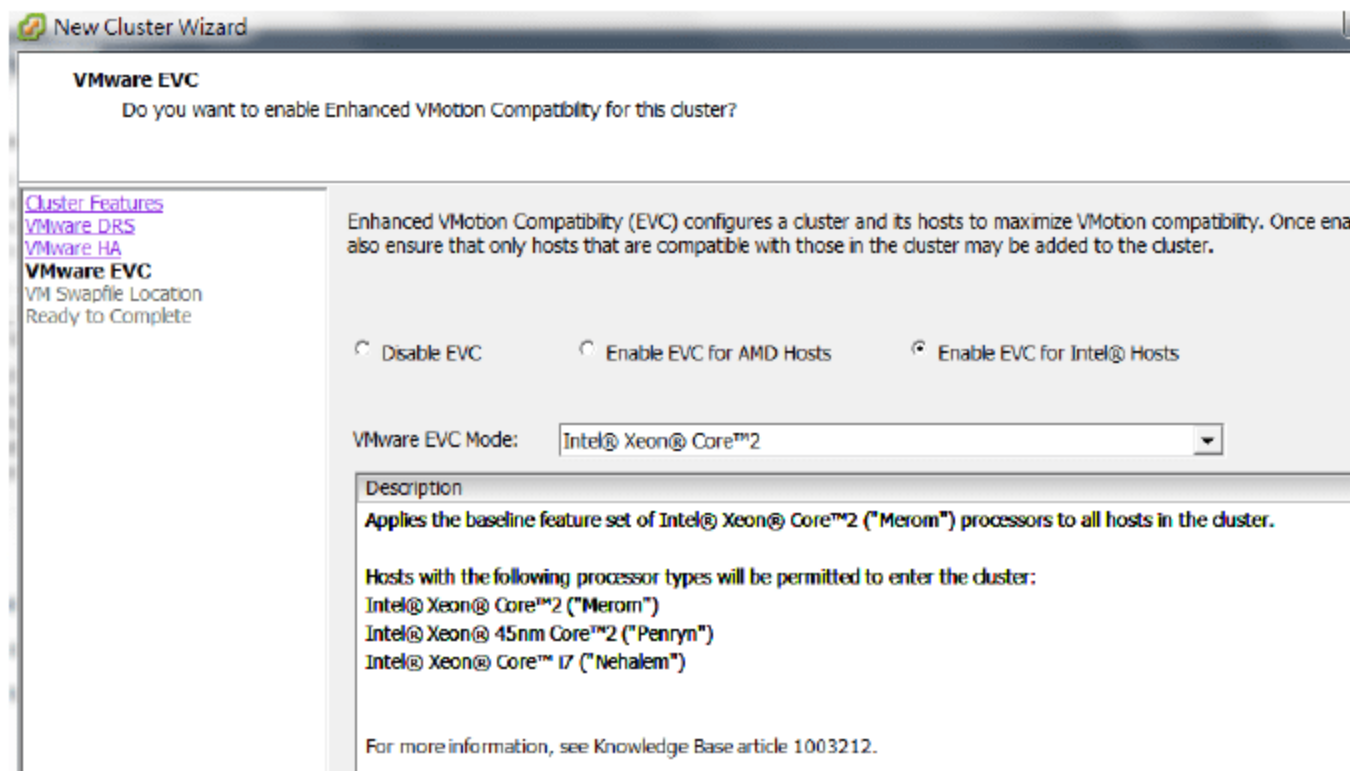 New Cluster Wizard
VMware EVC
Do you want to enable Enhanced VMotion Compatibility for this cluster?
Cluster Features
VMware DRS
VMware HA
VMware EVC
VM Swapfile Location
Ready to Complete
Enhanced VMotion Compatibility (EVC) configures a cluster and its hosts to maximize VMotion compatibility. Once ena
also ensure that only hosts that are compatible with those in the cluster may be added to the cluster.
Disable EVC
Enable EVC for AMD Hosts
Enable EVC for Intel® Hosts
VMware EVC Mode:
Intel® Xeon® Core™2
Description
Applies the baseline feature set of Intel® Xeon® Core™2 ("Merom") processors to all hosts in the cluster.
Hosts with the following processor types will be permitted to enter the cluster:
Intel® Xeon® Core™2 ("Merom")
Intel® Xeon® 45nm Core™2 ("Penryn")
Intel® Xeon® Core™ i7 ("Nehalem")
For more information, see Knowledge Base article 1003212.